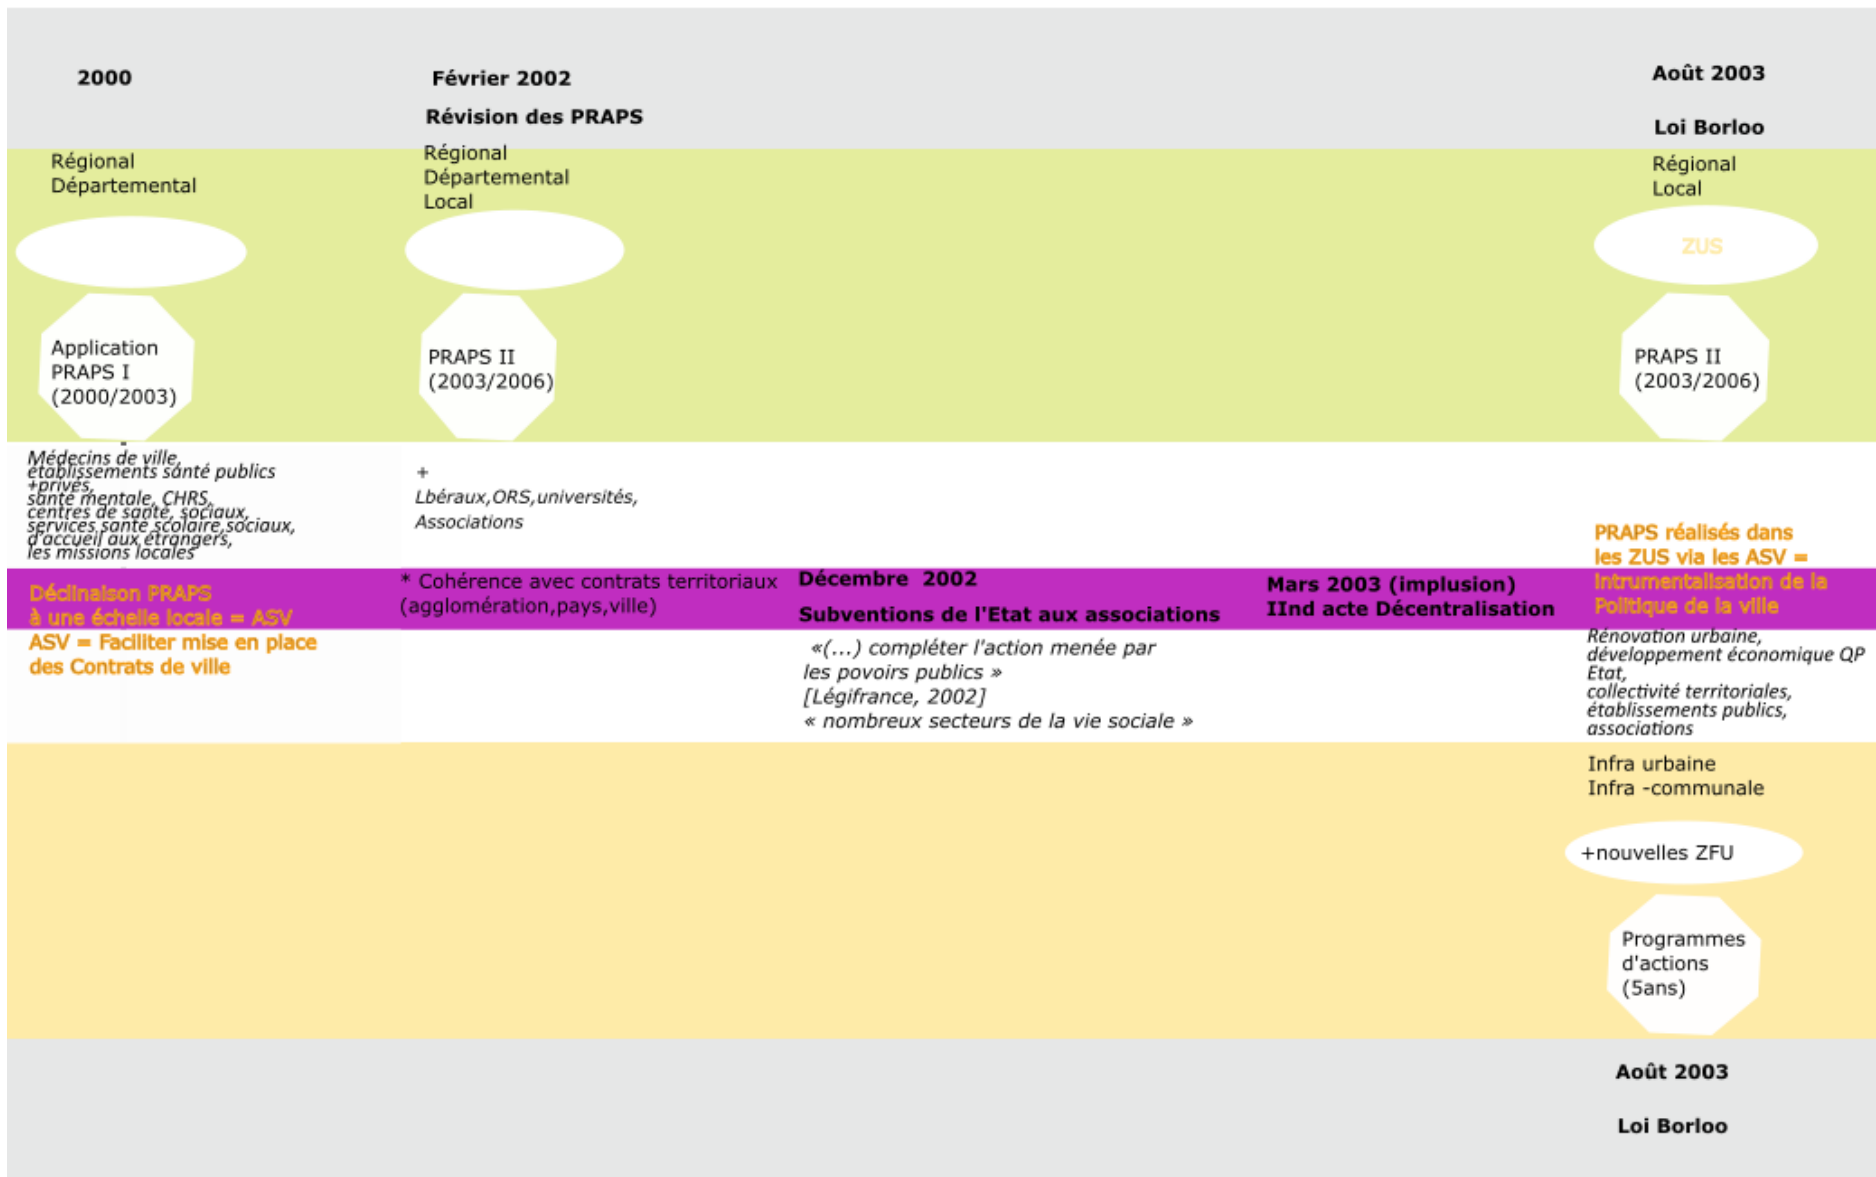 2000
Février 2002
Révision des PRAPS
Août 2003
Loi Borloo
Régional
Départemental
Régional
Départemental
Local
Régional
Local
ZUS
Application
PRAPS I
(2000/2003)
PRAPS II
(2003/2006)
PRAPS II
(2003/2006)
Médecins de ville,
établissements santé publics
+privés,
santé mentale, CHRS,
centres de santé, sociaux,
services santé scolaire,sociaux,
d'accueil aux étrangers,
les missions locales
+
Lbéraux,ORS,universités,
Associations
Déclinaison PRAPS
à une échelle locale = ASV
ASV = Faciliter mise en place
des Contrats de ville
* Cohérence avec contrats territoriaux
(agglomération,pays,ville)
Décembre 2002
Subventions de l'Etat aux associations
«(...) compléter l'action menée par
les povoirs publics »
[Légifrance, 2002]
« nombreux secteurs de la vie sociale »
Mars 2003 (implusion)
IInd acte Décentralisation
PRAPS réalisés dans
les ZUS via les ASV =
Intrumentalisation de la
Politique de la ville
Rénovation urbaine,
développement économique QP
Etat,
collectivité territoriales,
établissements publics,
associations
Infra urbaine
Infra -communale
+nouvelles ZFU
Programmes
d'actions
(5ans)
Août 2003
Loi Borloo